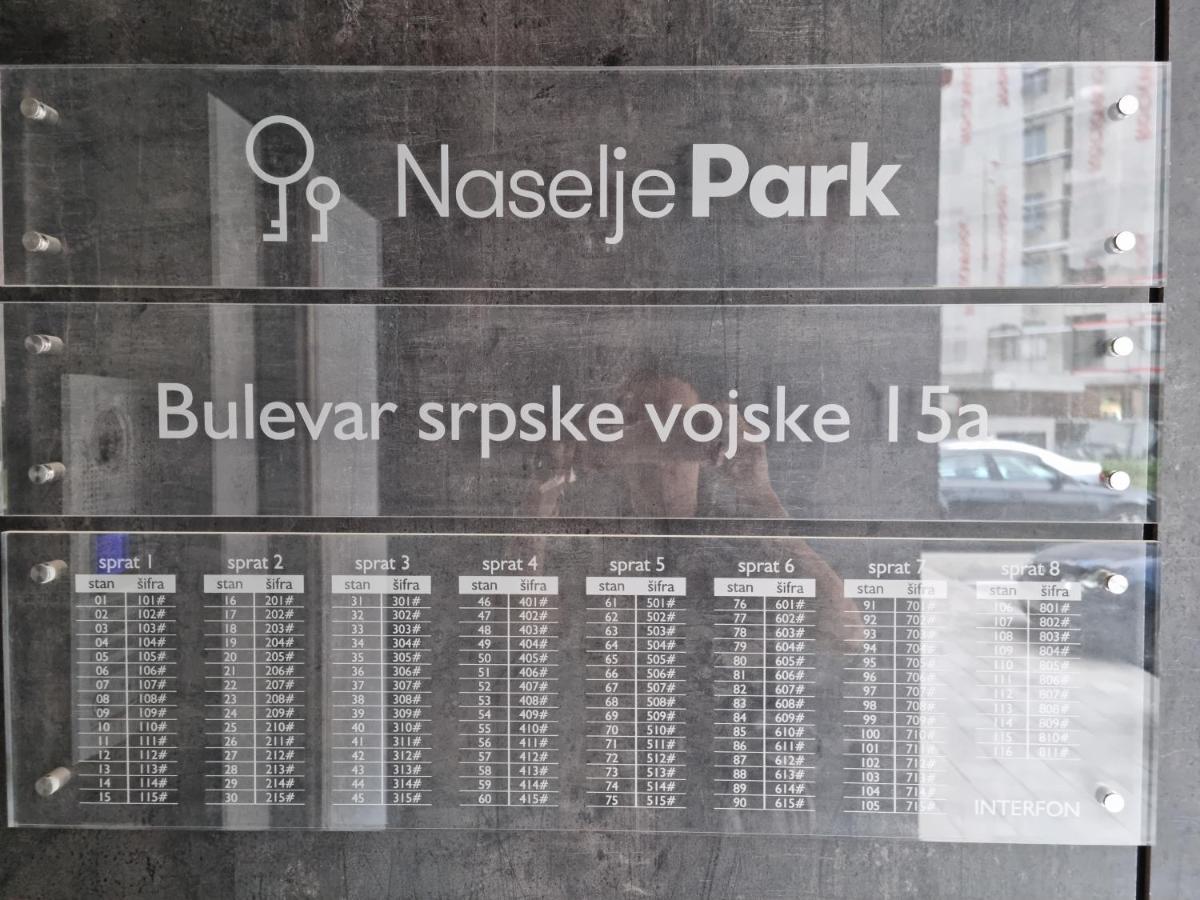 Naselje Park
Bulevar srpske vojske 15a
sprat 1 sprat 2 sprat 3 sprat 4 sprat 5 sprat 6 sprat 7 sprat 8
stan šifra stan šifra stan šifra stan šifra stan šifra stan šifra stan šifra stan šifra
01 101# 16 201# 31 301# 46 401# 61 501# 76 601# 91 701# 106 801#
02 102# 17 202# 32 302# 47 402# 62 502# 77 602# 92 702# 107 802#
03 103# 18 203# 33 303# 48 403# 63 503# 78 603# 93 703# 108 803#
04 104# 19 204# 34 304# 49 404# 64 504# 79 604# 94 704# 109 804#
05 105# 20 205# 35 305# 50 405# 65 505# 80 605# 95 705# 110 805#
06 106# 21 206# 36 306# 51 406# 66 506# 81 606# 96 706# 111 806#
07 107# 22 207# 37 307# 52 407# 67 507# 82 607# 97 707# 112 807#
08 108# 23 208# 38 308# 53 408# 68 508# 83 608# 98 708# 113 808#
09 109# 24 209# 39 309# 54 409# 69 509# 84 609# 99 709# 114 809#
10 110# 25 210# 40 310# 55 410# 70 510# 85 610# 100 710# 115 810#
11 111# 26 211# 41 311# 56 411# 71 511# 86 611# 101 711# 116 811#
12 112# 27 212# 42 312# 57 412# 72 512# 87 612# 102 712#
13 113# 28 213# 43 313# 58 413# 73 513# 88 613# 103 713#
14 114# 29 214# 44 314# 59 414# 74 514# 89 614# 104 714#
15 115# 30 215# 45 315# 60 415# 75 515# 90 615# 105 715#
INTERFON